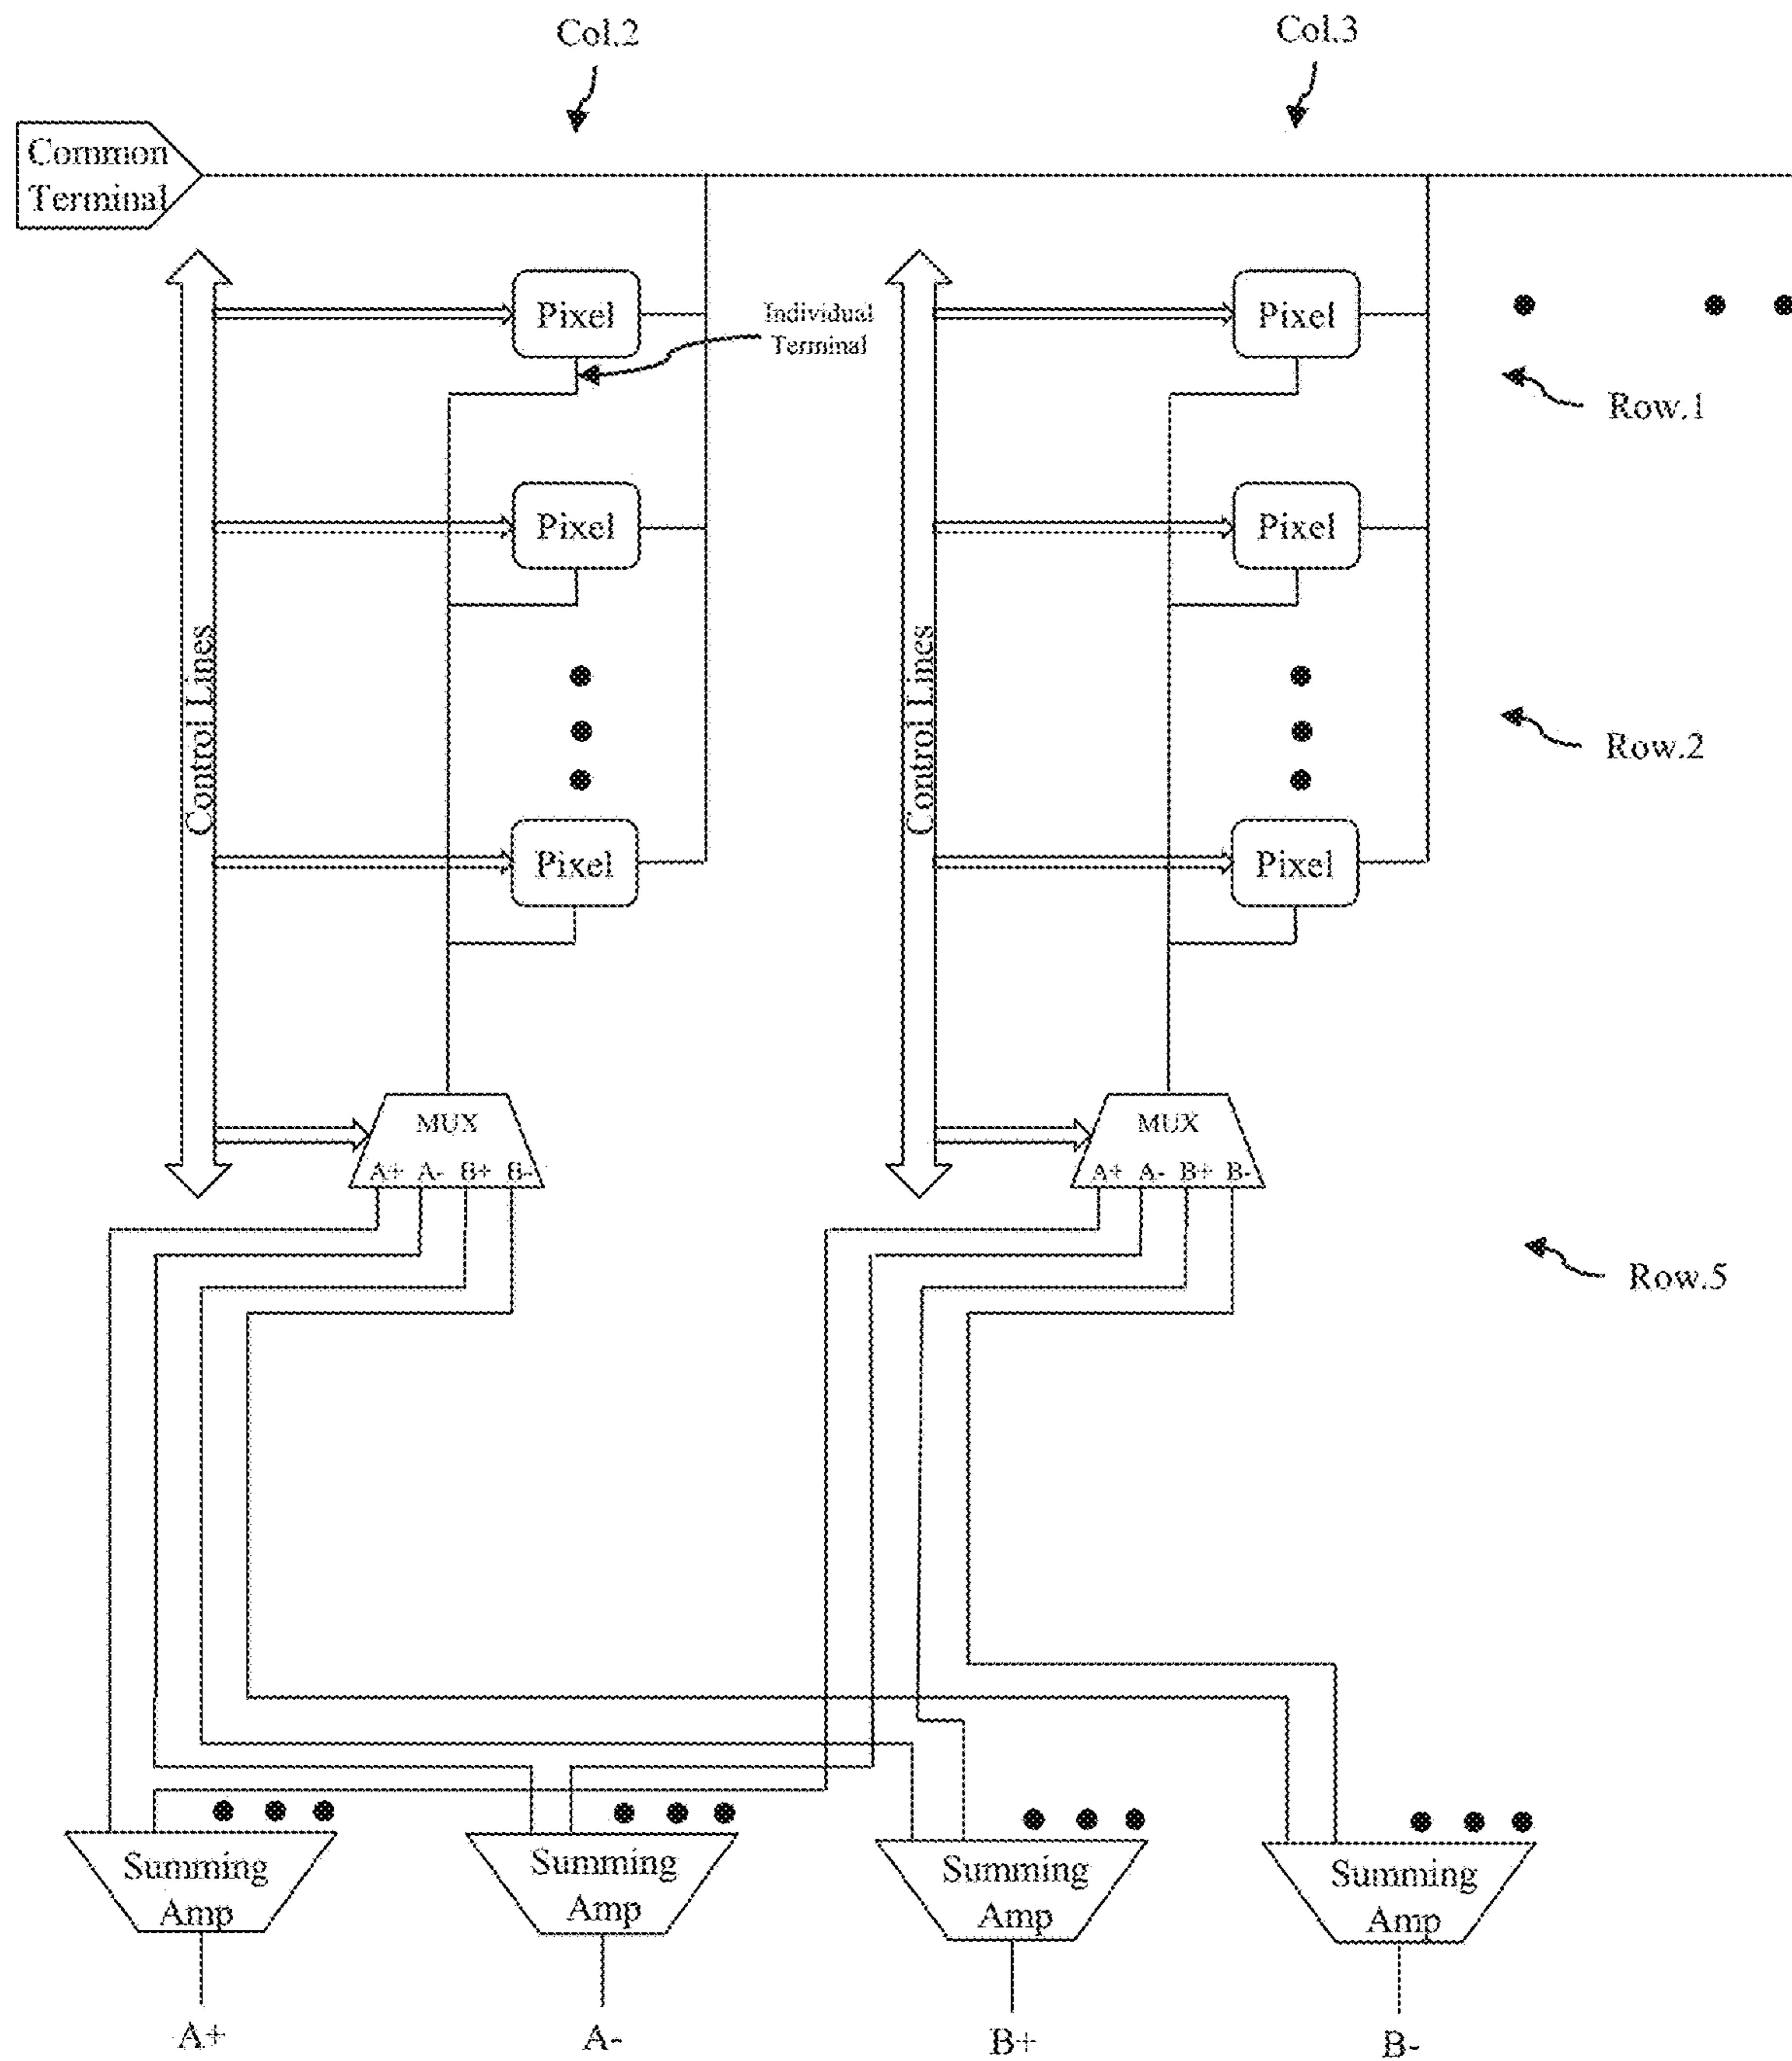 Col.2
Col.3
Common
Terminal
Pixel
Individual
Terminal
Pixel
Row.1
Pixel
Pixel
Control Lines
Control Lines
Row.2
Pixel
Pixel
MUX
A+ A- B+ B-
MUX
A+ A- B+ B-
Row.5
Summing
Amp
Summing
Amp
Summing
Amp
Summing
Amp
A+
A-
B+
B-